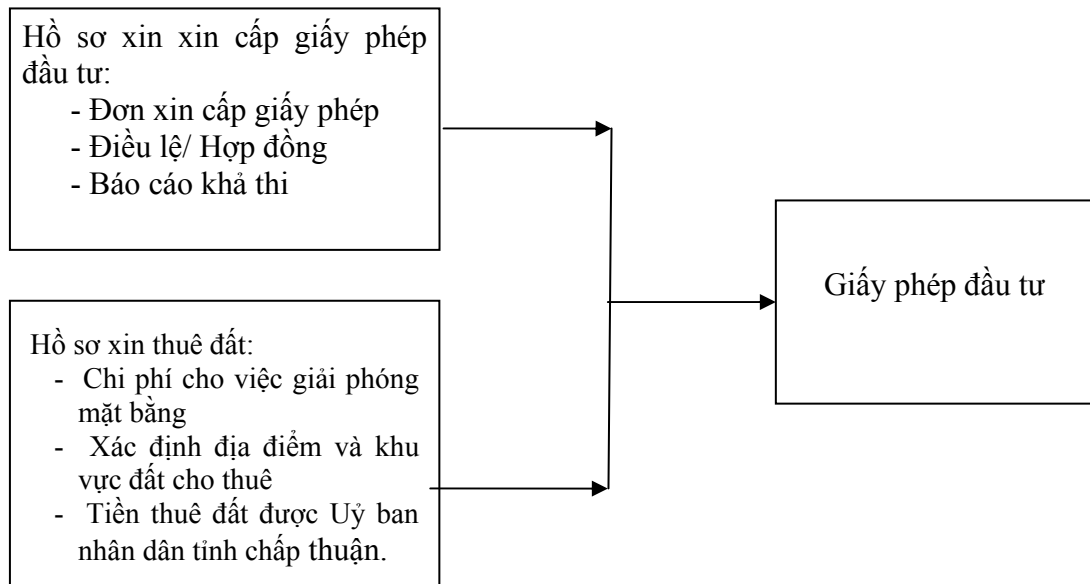 Hồ sơ xin xin cấp giấy phép
đầu tư:
- Đơn xin cấp giấy phép
- Điều lệ/ Hợp đồng
- Báo cáo khả thi
Hồ sơ xin thuê đất:
- Chi phí cho việc giải phóng
mặt bằng
- Xác định địa điểm và khu
vực đất cho thuê
- Tiền thuê đất được Uỷ ban
nhân dân tỉnh chấp thuận.
Giấy phép đầu tư